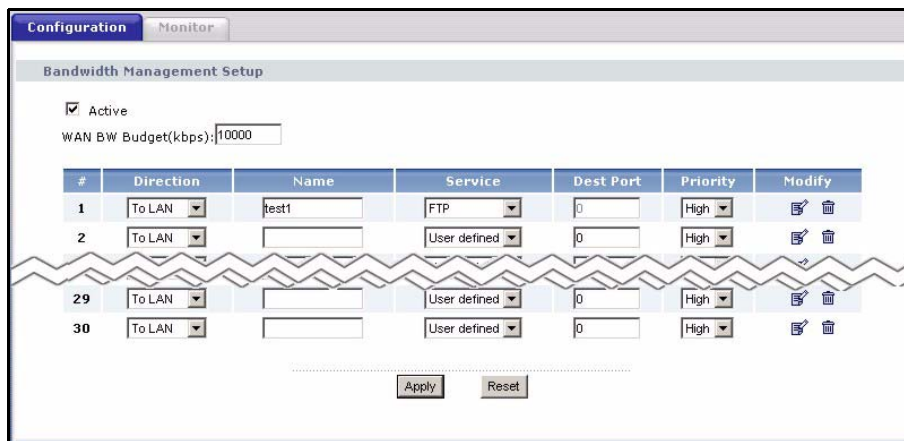 Configuration Monitor
Bandwidth Management Setup
Active
WAN BW Budget(kbps): 10000
# Direction Name Service Dest Port Priority Modify
1 To LAN test1 FTP 0 High
2 To LAN User defined 0 High
29 To LAN User defined 0 High
30 To LAN User defined 0 High
Apply Reset